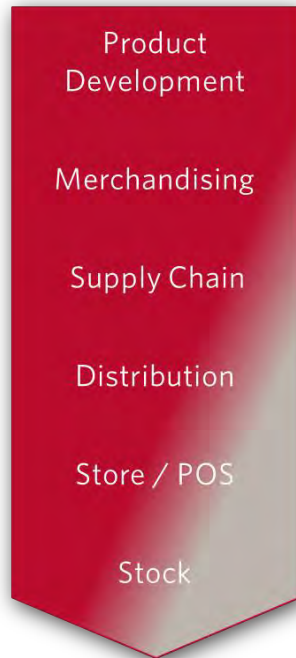 Product
Development
Merchandising
Supply Chain
Distribution
Store / POS
Stock